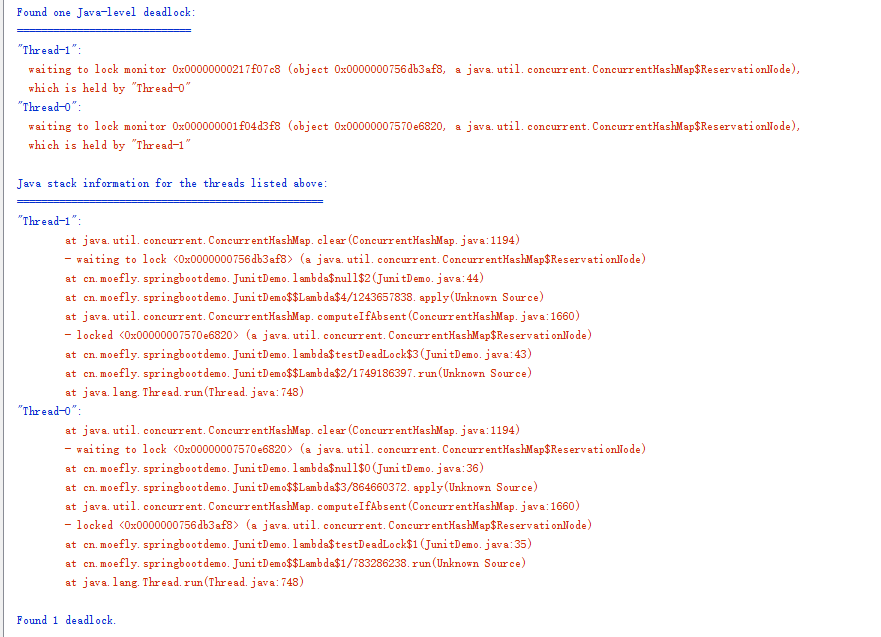 Found one Java-level deadlock:
=============================
"Thread-1":
  waiting to lock monitor 0x00000000217f07c8 (object 0x0000000756db3af8, a java.util.concurrent.ConcurrentHashMap$ReservationNode),
  which is held by "Thread-0"
"Thread-0":
  waiting to lock monitor 0x000000001f04d3f8 (object 0x00000007570e6820, a java.util.concurrent.ConcurrentHashMap$ReservationNode),
  which is held by "Thread-1"

Java stack information for the threads listed above:
===================================================
"Thread-1":
        at java.util.concurrent.ConcurrentHashMap.clear(ConcurrentHashMap.java:1194)
        - waiting to lock <0x0000000756db3af8> (a java.util.concurrent.ConcurrentHashMap$ReservationNode)
        at cn.moefly.springbootdemo.JunitDemo.lambda$null$2(JunitDemo.java:44)
        at cn.moefly.springbootdemo.JunitDemo$$Lambda$4/1243657838.apply(Unknown Source)
        at java.util.concurrent.ConcurrentHashMap.computeIfAbsent(ConcurrentHashMap.java:1660)
        - locked <0x00000007570e6820> (a java.util.concurrent.ConcurrentHashMap$ReservationNode)
        at cn.moefly.springbootdemo.JunitDemo.lambda$testDeadLock$3(JunitDemo.java:43)
        at cn.moefly.springbootdemo.JunitDemo$$Lambda$2/1749186397.run(Unknown Source)
        at java.lang.Thread.run(Thread.java:748)
"Thread-0":
        at java.util.concurrent.ConcurrentHashMap.clear(ConcurrentHashMap.java:1194)
        - waiting to lock <0x00000007570e6820> (a java.util.concurrent.ConcurrentHashMap$ReservationNode)
        at cn.moefly.springbootdemo.JunitDemo.lambda$null$0(JunitDemo.java:36)
        at cn.moefly.springbootdemo.JunitDemo$$Lambda$3/864660372.apply(Unknown Source)
        at java.util.concurrent.ConcurrentHashMap.computeIfAbsent(ConcurrentHashMap.java:1660)
        - locked <0x0000000756db3af8> (a java.util.concurrent.ConcurrentHashMap$ReservationNode)
        at cn.moefly.springbootdemo.JunitDemo.lambda$testDeadLock$1(JunitDemo.java:35)
        at cn.moefly.springbootdemo.JunitDemo$$Lambda$1/783286238.run(Unknown Source)
        at java.lang.Thread.run(Thread.java:748)

Found 1 deadlock.